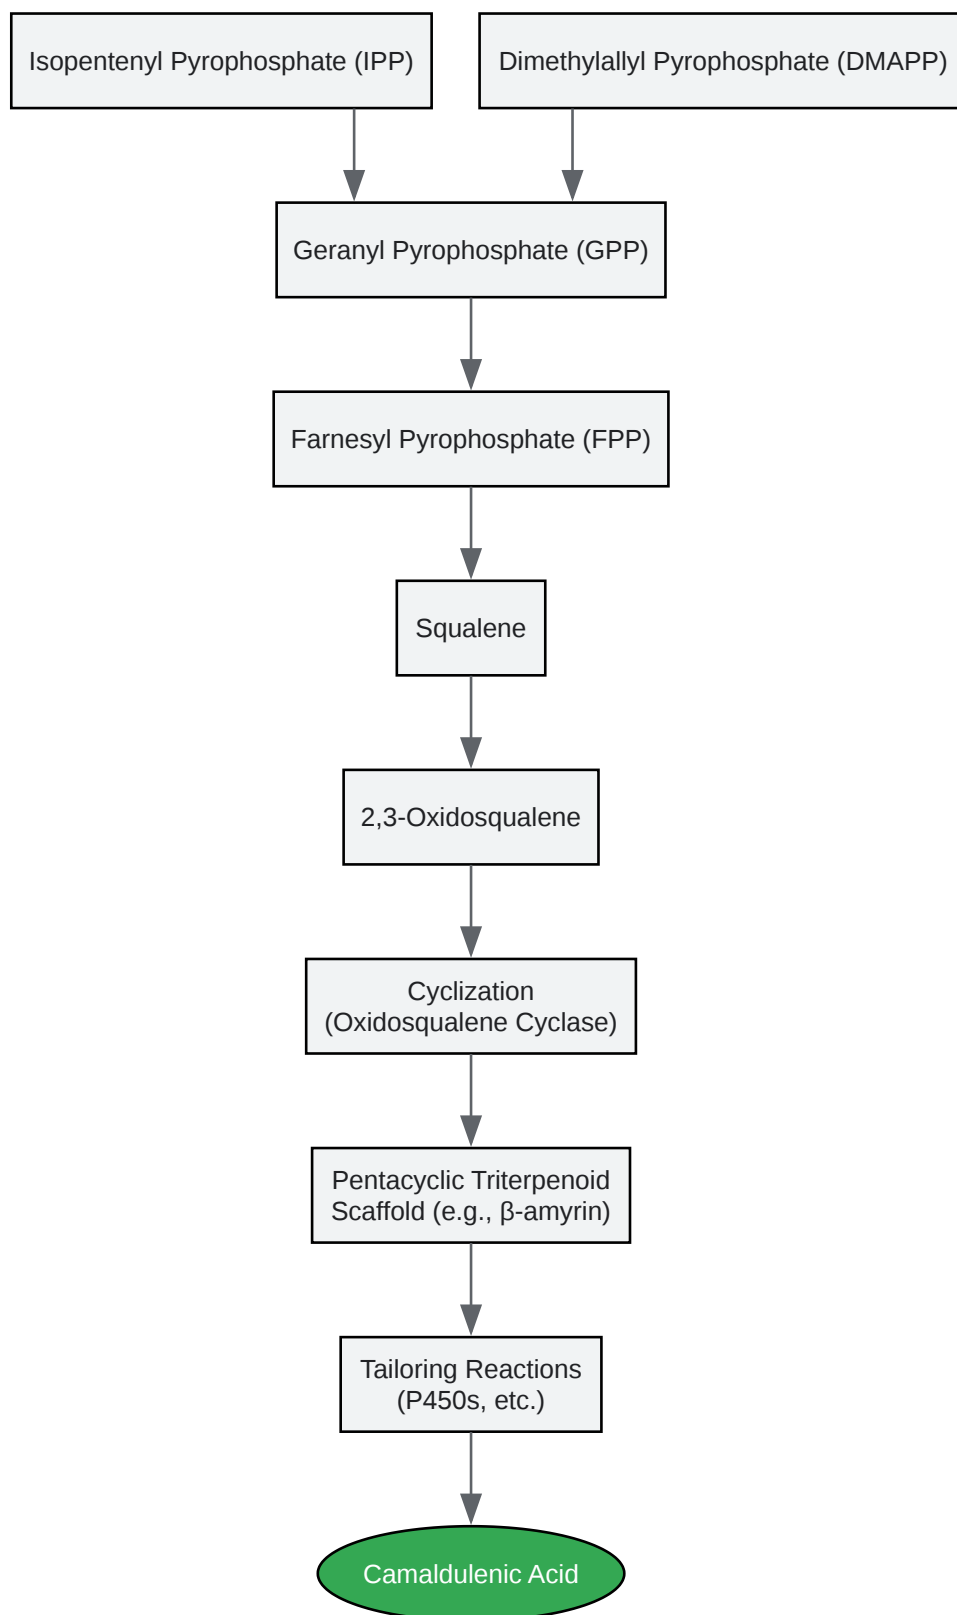 Isopentenyl Pyrophosphate (IPP)
Dimethylallyl Pyrophosphate (DMAPP)
Geranyl Pyrophosphate (GPP)
Farnesyl Pyrophosphate (FPP)
Squalene
2,3-Oxidosqualene
Cyclization
(Oxidosqualene Cyclase)
Pentacyclic Triterpenoid
Scaffold (e.g., β-amyrin)
Tailoring Reactions
(P450s, etc.)
Camaldulenic Acid